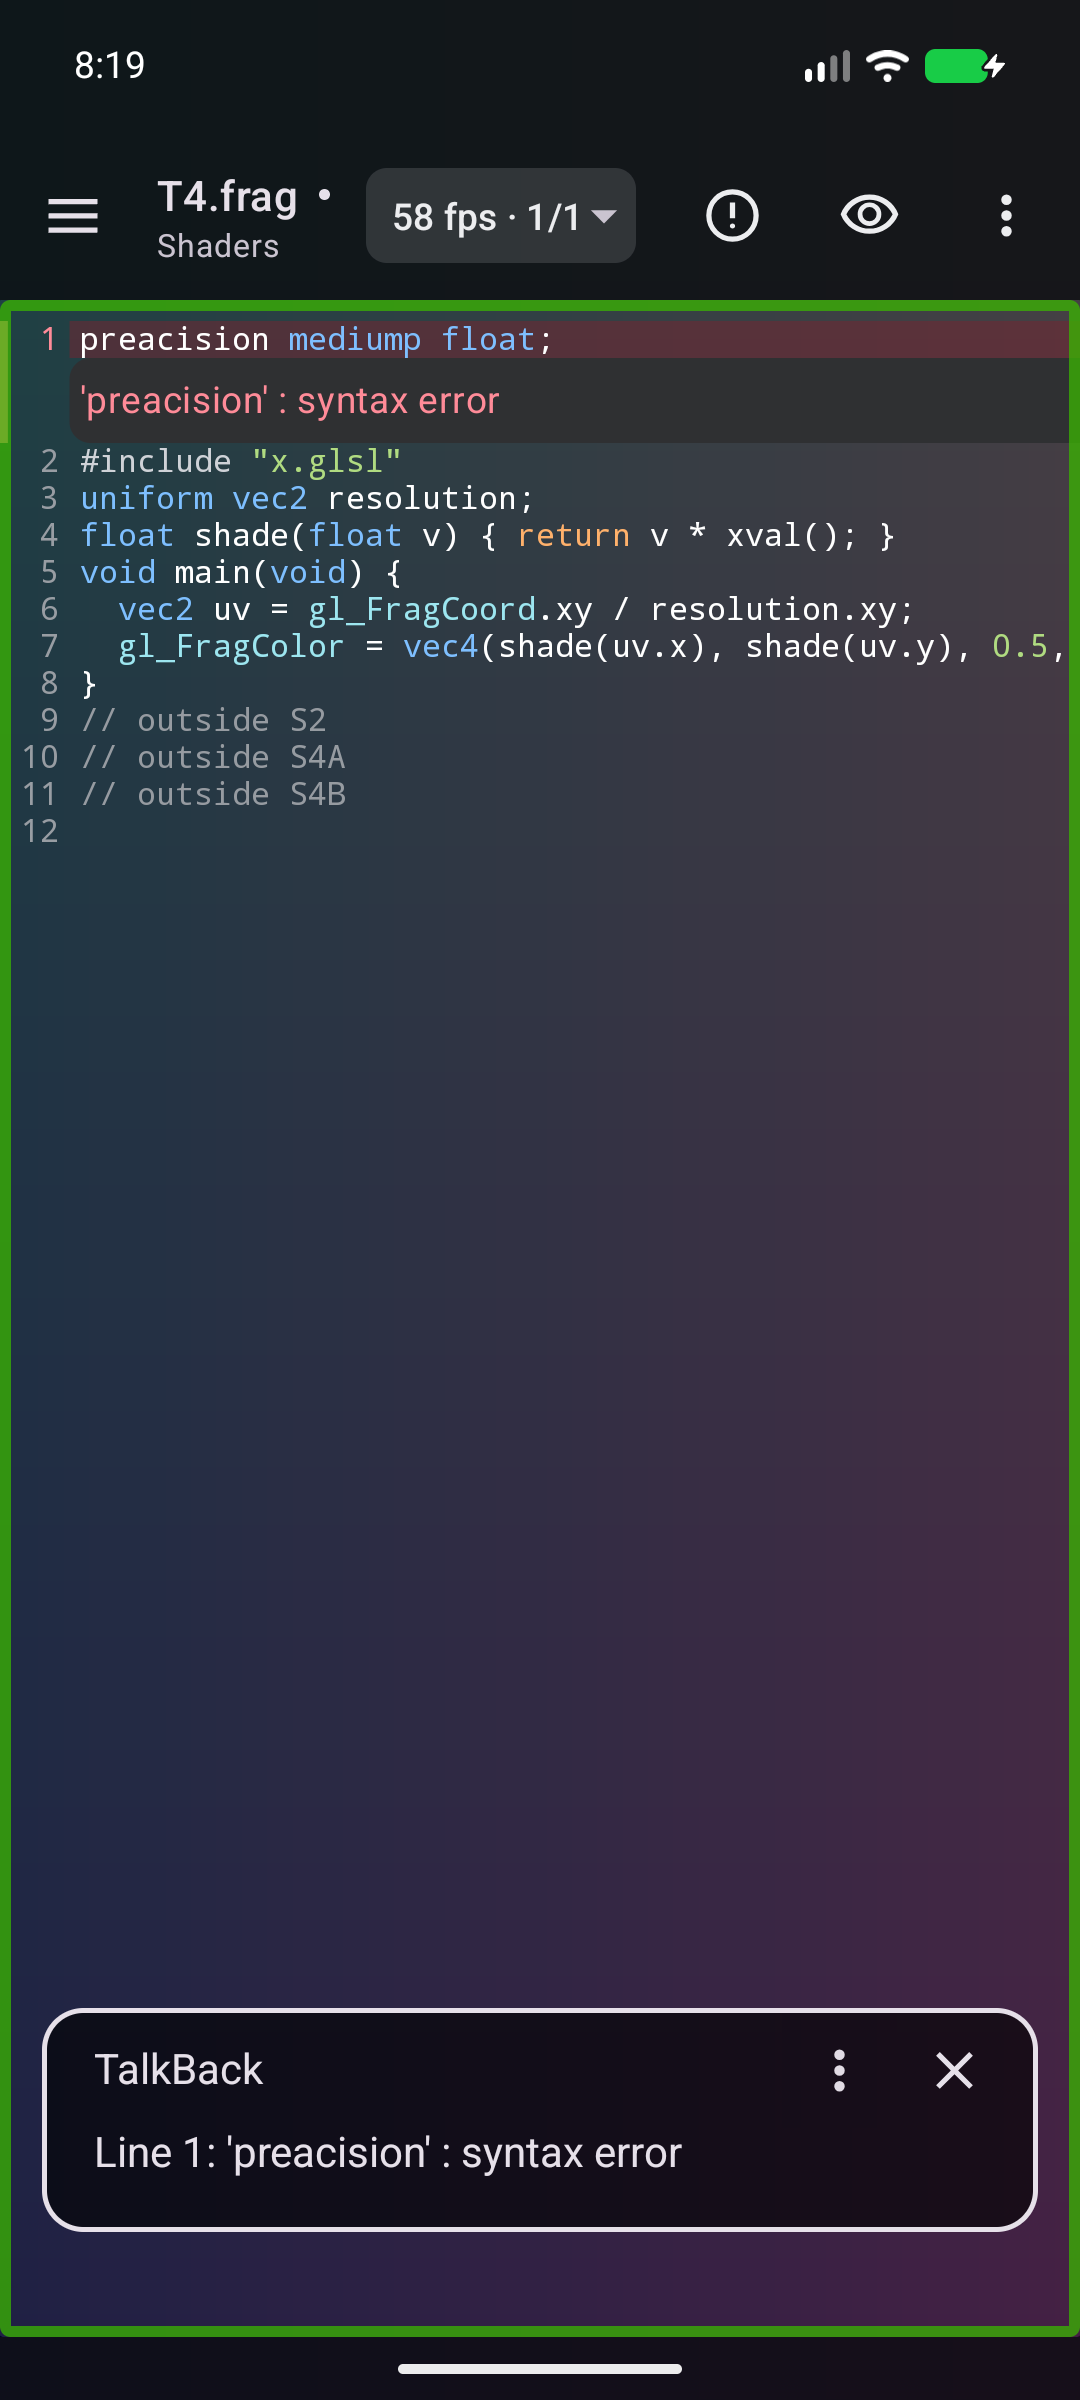 8:19
T4.frag •
Shaders
58 fps · 1/1
1 preacision mediump float;
'preacision' : syntax error
2 #include "x.glsl"
3 uniform vec2 resolution;
4 float shade(float v) { return v * xval(); }
5 void main(void) {
6   vec2 uv = gl_FragCoord.xy / resolution.xy;
7   gl_FragColor = vec4(shade(uv.x), shade(uv.y), 0.5,
8 }
9 // outside S2
10 // outside S4A
11 // outside S4B
12
TalkBack
Line 1: 'preacision' : syntax error